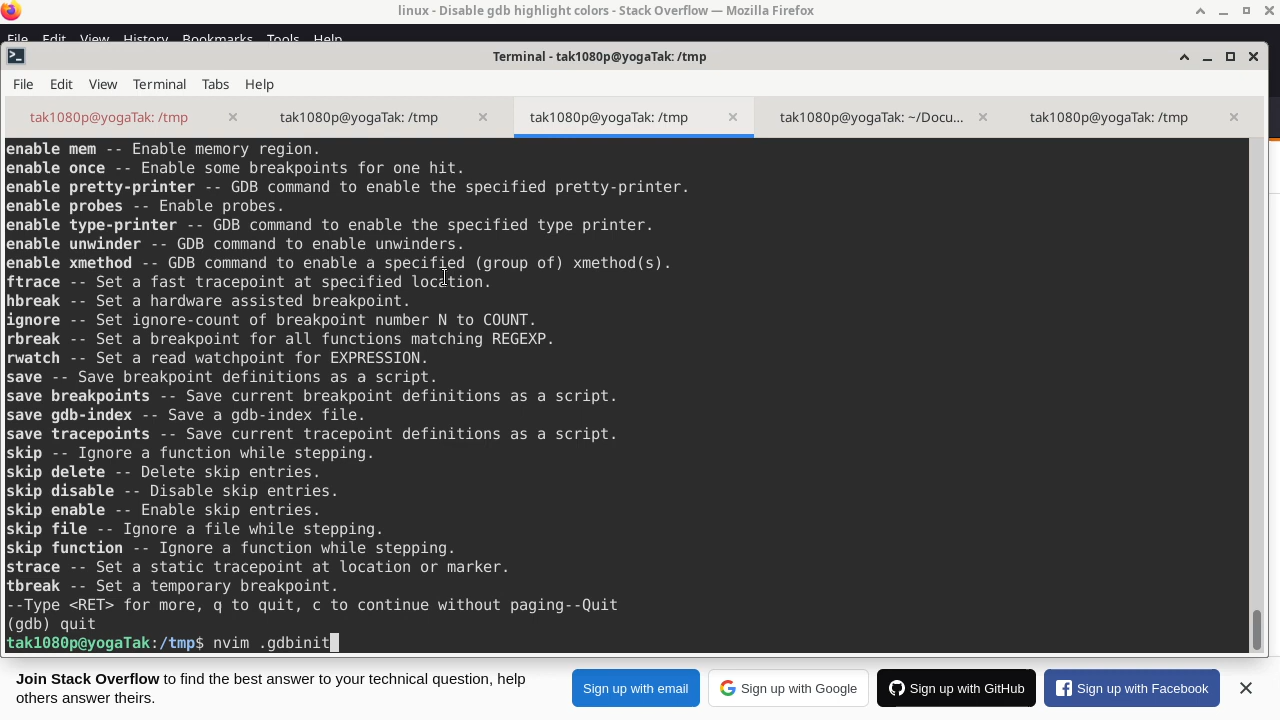 linux - Disable gdb highlight colors - Stack Overflow — Mozilla Firefox
File Edit View History Bookmarks Tools Help
Terminal - tak1080p@yogaTak: /tmp
File Edit View Terminal Tabs Help
tak1080p@yogaTak: /tmp tak1080p@yogaTak: /tmp tak1080p@yogaTak: /tmp tak1080p@yogaTak: ~/Docu... tak1080p@yogaTak: /tmp
enable mem -- Enable memory region.
enable once -- Enable some breakpoints for one hit.
enable pretty-printer -- GDB command to enable the specified pretty-printer.
enable probes -- Enable probes.
enable type-printer -- GDB command to enable the specified type printer.
enable unwinder -- GDB command to enable unwinders.
enable xmethod -- GDB command to enable a specified (group of) xmethod(s).
ftrace -- Set a fast tracepoint at specified location.
hbreak -- Set a hardware assisted breakpoint.
ignore -- Set ignore-count of breakpoint number N to COUNT.
rbreak -- Set a breakpoint for all functions matching REGEXP.
rwatch -- Set a read watchpoint for EXPRESSION.
save -- Save breakpoint definitions as a script.
save breakpoints -- Save current breakpoint definitions as a script.
save gdb-index -- Save a gdb-index file.
save tracepoints -- Save current tracepoint definitions as a script.
skip -- Ignore a function while stepping.
skip delete -- Delete skip entries.
skip disable -- Disable skip entries.
skip enable -- Enable skip entries.
skip file -- Ignore a file while stepping.
skip function -- Ignore a function while stepping.
strace -- Set a static tracepoint at location or marker.
tbreak -- Set a temporary breakpoint.
--Type <RET> for more, q to quit, c to continue without paging--Quit
(gdb) quit
tak1080p@yogaTak:/tmp$ nvim .gdbinit
Join Stack Overflow to find the best answer to your technical question, help
others answer theirs.
Sign up with email Sign up with Google Sign up with GitHub Sign up with Facebook